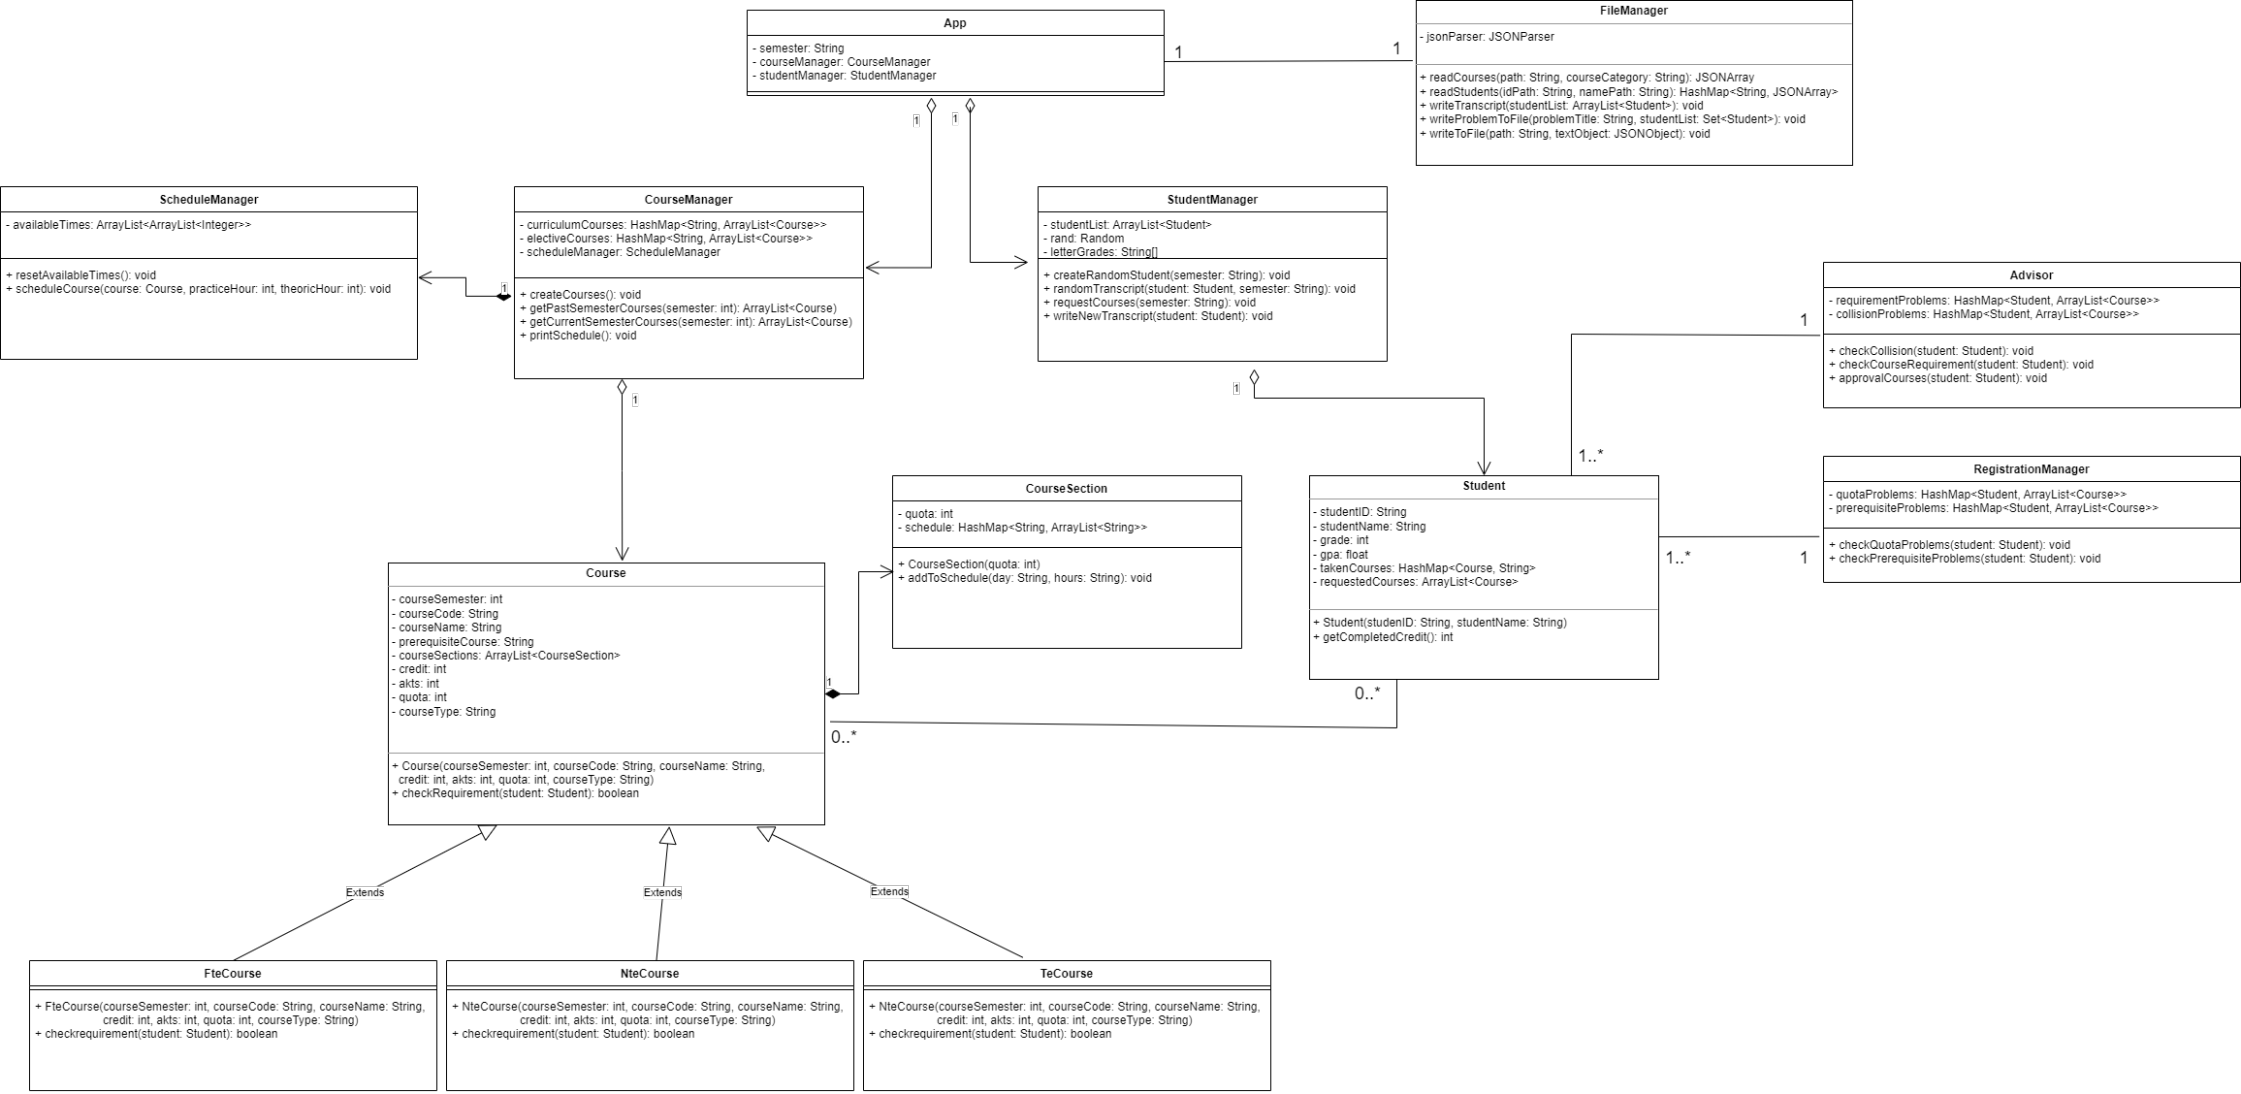 App
- semester: String
- courseManager: CourseManager
- studentManager: StudentManager
1
1
FileManager
- jsonParser: JSONParser
+ readCourses(path: String, courseCategory: String): JSONArray
+ readStudents(idPath: String, namePath: String): HashMap<String, JSONArray>
+ writeTranscript(studentList: ArrayList<Student>): void
+ writeProblemToFile(problemTitle: String, studentList: Set<Student>): void
+ writeToFile(path: String, textObject: JSONObject): void
1
1
ScheduleManager
- availableTimes: ArrayList<ArrayList<Integer>>
+ resetAvailableTimes(): void
+ scheduleCourse(course: Course, practiceHour: int, theoricHour: int): void
1
CourseManager
- curriculumCourses: HashMap<String, ArrayList<Course>>
- electiveCourses: HashMap<String, ArrayList<Course>>
- scheduleManager: ScheduleManager
+ createCourses(): void
+ getPastSemesterCourses(semester: int): ArrayList<Course)
+ getCurrentSemesterCourses(semester: int): ArrayList<Course)
+ printSchedule(): void
1
StudentManager
- studentList: ArrayList<Student>
- rand: Random
- letterGrades: String[]
+ createRandomStudent(semester: String): void
+ randomTranscript(student: Student, semester: String): void
+ requestCourses(semester: String): void
+ writeNewTranscript(student: Student): void
1
Advisor
- requirementProblems: HashMap<Student, ArrayList<Course>>
- collisionProblems: HashMap<Student, ArrayList<Course>>
+ checkCollision(student: Student): void
+ checkCourseRequirement(student: Student): void
+ approvalCourses(student: Student): void
1
1..*
RegistrationManager
- quotaProblems: HashMap<Student, ArrayList<Course>>
- prerequisiteProblems: HashMap<Student, ArrayList<Course>>
+ checkQuotaProblems(student: Student): void
+ checkPrerequisiteProblems(student: Student): void
1..*
1
CourseSection
- quota: int
- schedule: HashMap<String, ArrayList<String>>
+ CourseSection(quota: int)
+ addToSchedule(day: String, hours: String): void
Student
- studentID: String
- studentName: String
- grade: int
- gpa: float
- takenCourses: HashMap<Course, String>
- requestedCourses: ArrayList<Course>
+ Student(studenID: String, studentName: String)
+ getCompletedCredit(): int
0..*
Course
- courseSemester: int
- courseCode: String
- courseName: String
- prerequisiteCourse: String
- courseSections: ArrayList<CourseSection>
- credit: int
- akts: int
- quota: int
- courseType: String
+ Course(courseSemester: int, courseCode: String, courseName: String,
credit: int, akts: int, quota: int, courseType: String)
+ checkRequirement(student: Student): boolean
1
0..*
Extends
Extends
Extends
FteCourse
+ FteCourse(courseSemester: int, courseCode: String, courseName: String,
credit: int, akts: int, quota: int, courseType: String)
+ checkrequirement(student: Student): boolean
NteCourse
+ NteCourse(courseSemester: int, courseCode: String, courseName: String,
credit: int, akts: int, quota: int, courseType: String)
+ checkrequirement(student: Student): boolean
TeCourse
+ NteCourse(courseSemester: int, courseCode: String, courseName: String,
credit: int, akts: int, quota: int, courseType: String)
+ checkrequirement(student: Student): boolean